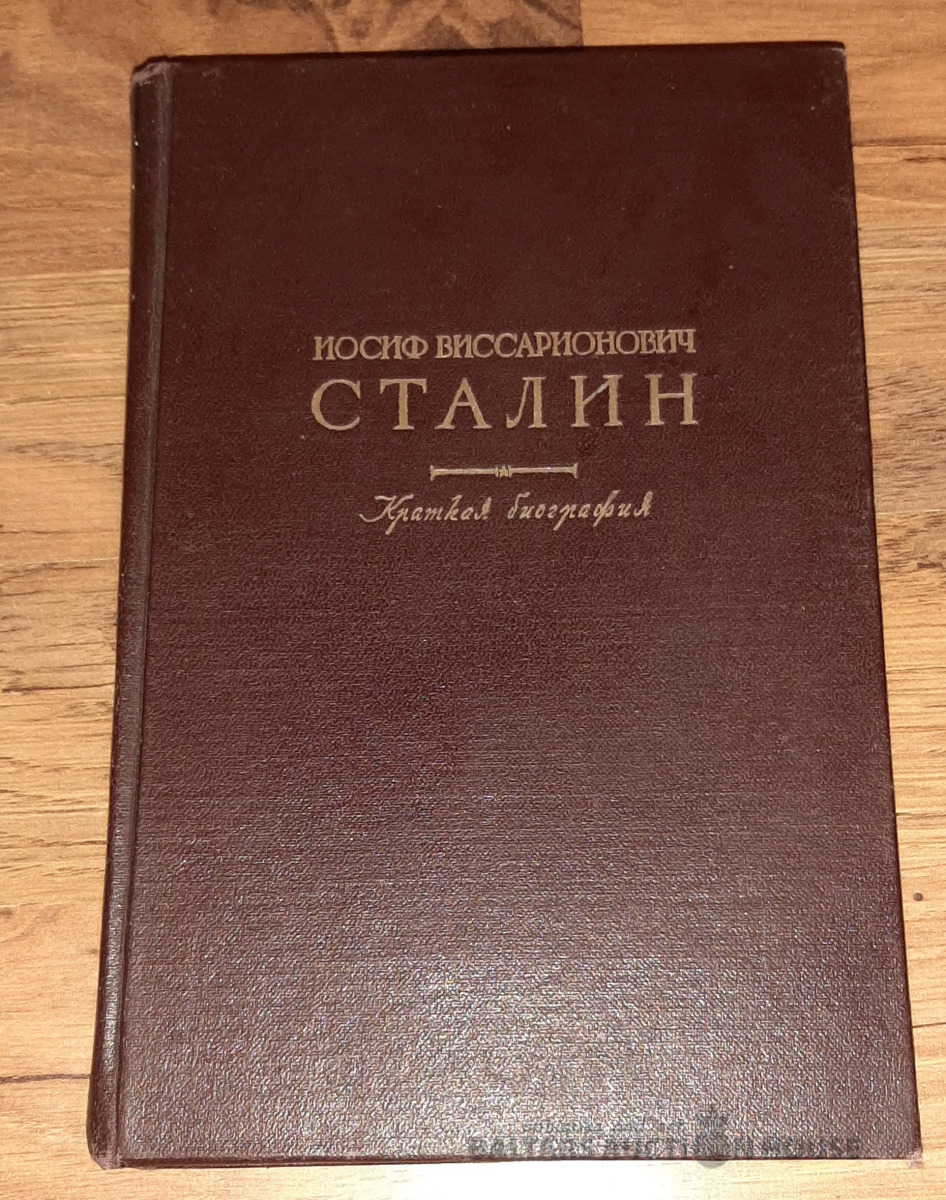 ИОСИФ ВИССАРИОНОВИЧ
СТАЛИН
Краткая биография